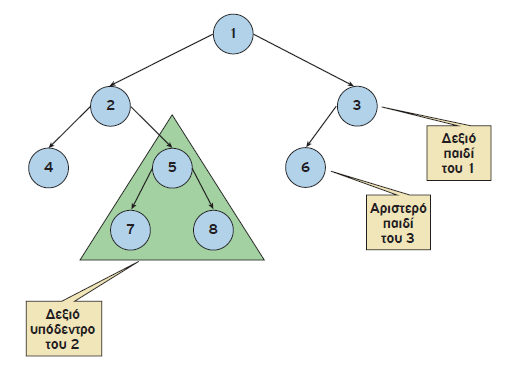 1
2
3
Δεξιό
παιδί
του 1
4
5
6
Αριστερό
παιδί
του 3
7
8
Δεξιό
υπόδεντρο
του 2